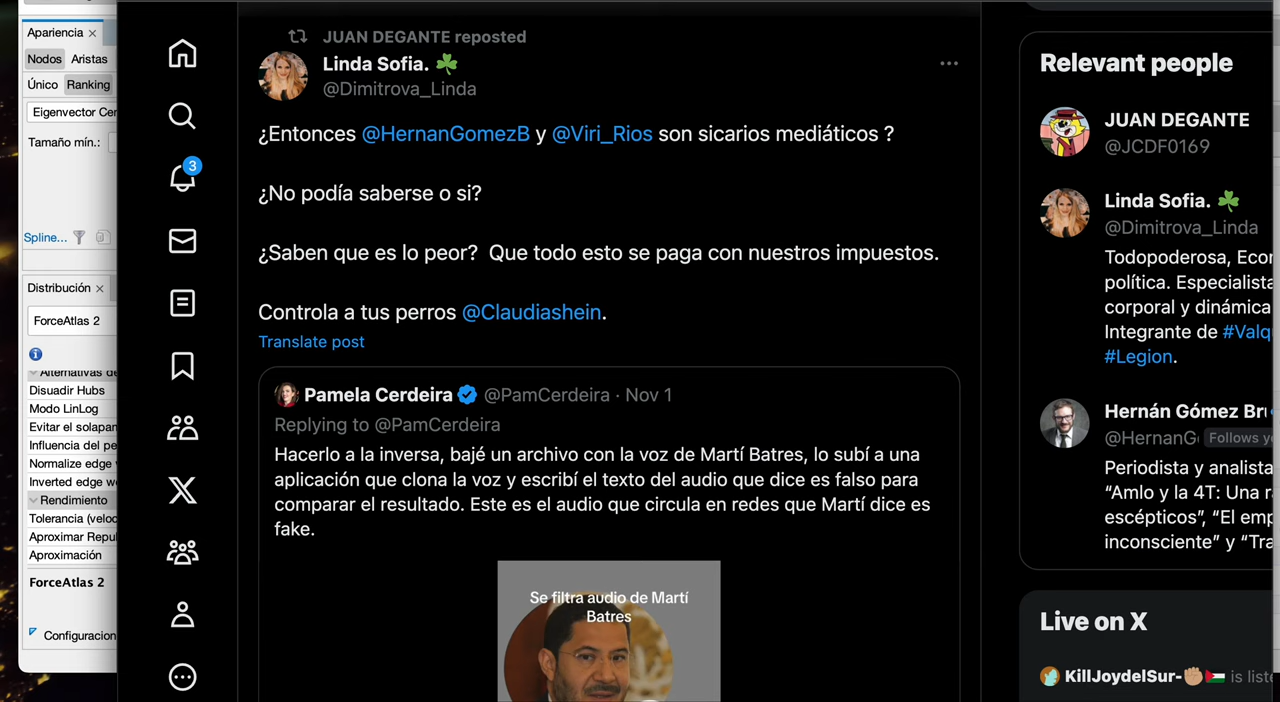 Apariencia ×
Nodos Aristas
Único Ranking
Eigenvector Cen
Tamaño mín.:
Spline...
Distribución ×
ForceAtlas 2
Alternativas de
Disuadir Hubs
Modo LinLog
Evitar el solapan
Influencia del pe
Normalize edge
Inverted edge we
Rendimiento
Tolerancia (veloc
Aproximar Repul
Aproximación
ForceAtlas 2
Configuracion
3
JUAN DEGANTE reposted
Linda Sofia. ☘️
@Dimitrova_Linda
¿Entonces @HernanGomezB y @Viri_Rios son sicarios mediáticos ?
¿No podía saberse o si?
¿Saben que es lo peor?  Que todo esto se paga con nuestros impuestos.
Controla a tus perros @Claudiashein.
Translate post
Pamela Cerdeira @PamCerdeira · Nov 1
Replying to @PamCerdeira
Hacerlo a la inversa, bajé un archivo con la voz de Martí Batres, lo subí a una
aplicación que clona la voz y escribí el texto del audio que dice es falso para
comparar el resultado. Este es el audio que circula en redes que Martí dice es
fake.
Se filtra audio de Martí
Batres
Relevant people
JUAN DEGANTE
@JCDF0169
Linda Sofia. ☘️
@Dimitrova_Linda
Todopoderosa, Econ
política. Especialista
corporal y dinámica
Integrante de #Valq
#Legion.
Hernán Gómez Bru
@HernanG Follows yo
Periodista y analista
“Amlo y la 4T: Una ra
escépticos”, “El emp
inconsciente” y “Tra
Live on X
KillJoydelSur-✊🏽🇵🇸 is liste